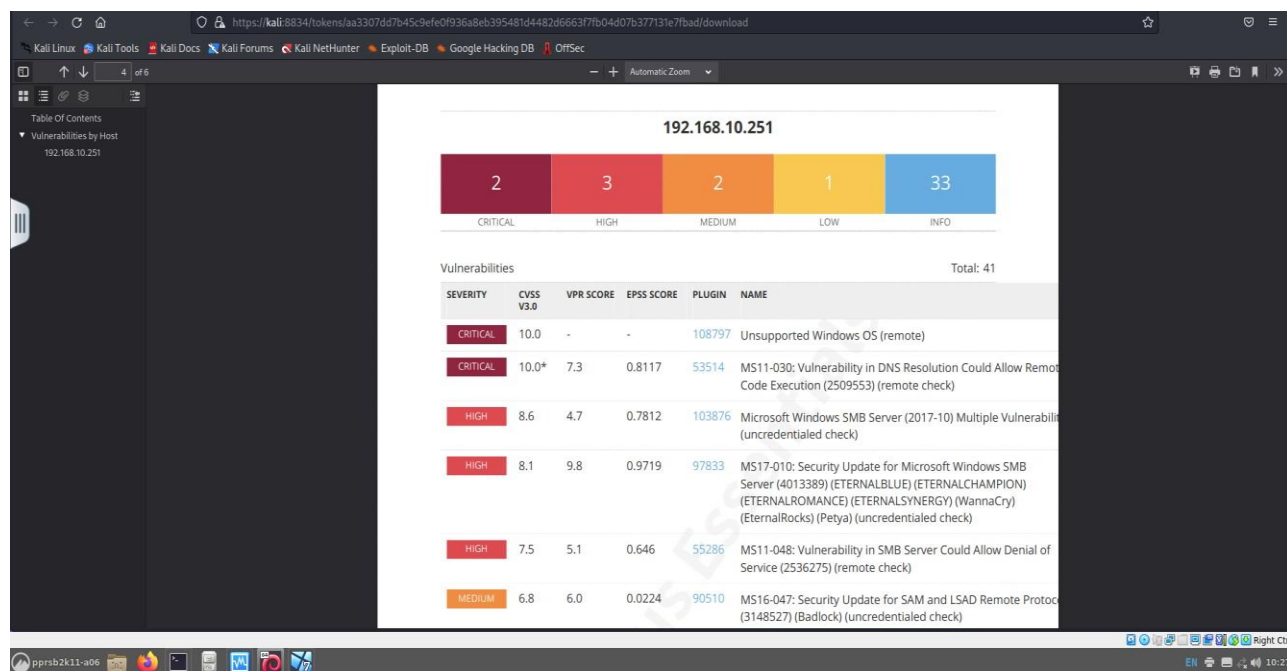 https://kali:8834/tokens/aa3307dd7b45c9efe0f936a8eb395481d4482d6663f7fb04d07b377131e7fbad/download
Kali Linux Kali Tools Kali Docs Kali Forums Kali NetHunter Exploit-DB Google Hacking DB OffSec
4 of 6 Automatic Zoom
Table Of Contents
Vulnerabilities by Host
192.168.10.251
192.168.10.251
2 3 2 1 33
CRITICAL HIGH MEDIUM LOW INFO
Vulnerabilities Total: 41
SEVERITY CVSS V3.0 VPR SCORE EPSS SCORE PLUGIN NAME
CRITICAL 10.0 - - 108797 Unsupported Windows OS (remote)
CRITICAL 10.0* 7.3 0.8117 53514 MS11-030: Vulnerability in DNS Resolution Could Allow Remot
Code Execution (2509553) (remote check)
HIGH 8.6 4.7 0.7812 103876 Microsoft Windows SMB Server (2017-10) Multiple Vulnerabilit
(uncredentialed check)
HIGH 8.1 9.8 0.9719 97833 MS17-010: Security Update for Microsoft Windows SMB
Server (4013389) (ETERNALBLUE) (ETERNALCHAMPION)
(ETERNALROMANCE) (ETERNALSYNERGY) (WannaCry)
(EternalRocks) (Petya) (uncredentialed check)
HIGH 7.5 5.1 0.646 55286 MS11-048: Vulnerability in SMB Server Could Allow Denial of
Service (2536275) (remote check)
MEDIUM 6.8 6.0 0.0224 90510 MS16-047: Security Update for SAM and LSAD Remote Protoco
(3148527) (Badlock) (uncredentialed check)
Right Ct
pprsb2k11-a06 EN 10:2